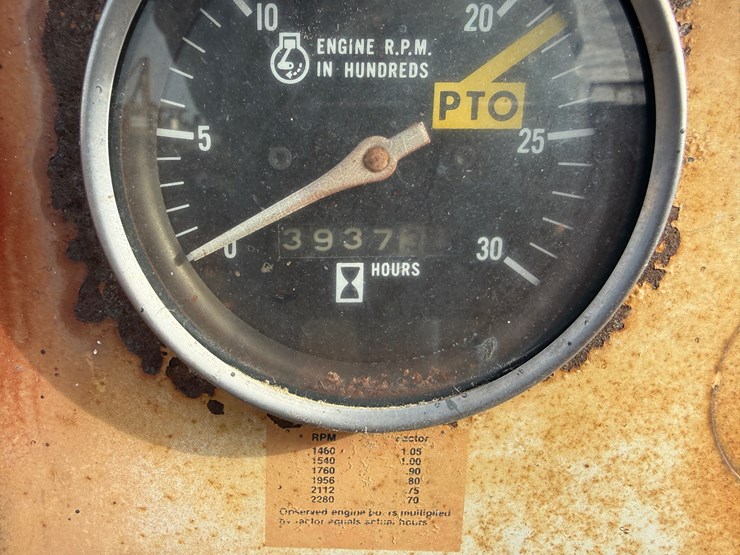 10
20
ENGINE R.P.M.
IN HUNDREDS
PTO
5
25
0
3937
30
HOURS
RPM
1460 1.05
1540 1.00
1760 .90
1956 .80
2112 .75
2280 .70
Observed engine multiplied
by factor equals actual hours